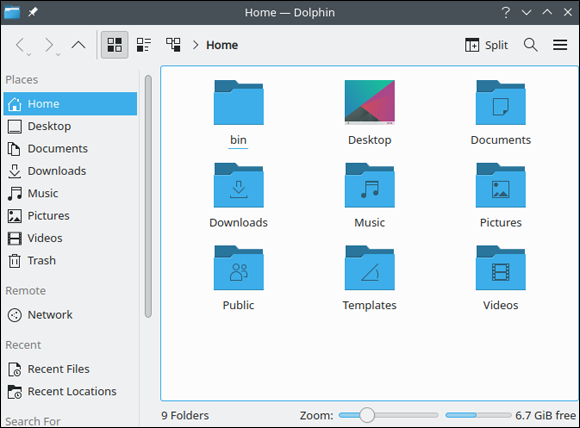 Home — Dolphin
Home
Split
Places
Home
Desktop
Documents
Downloads
Music
Pictures
Videos
Trash
Remote
Network
Recent
Recent Files
Recent Locations
Search For
bin
Desktop
Documents
Downloads
Music
Pictures
Public
Templates
Videos
9 Folders
Zoom:
6.7 GiB free